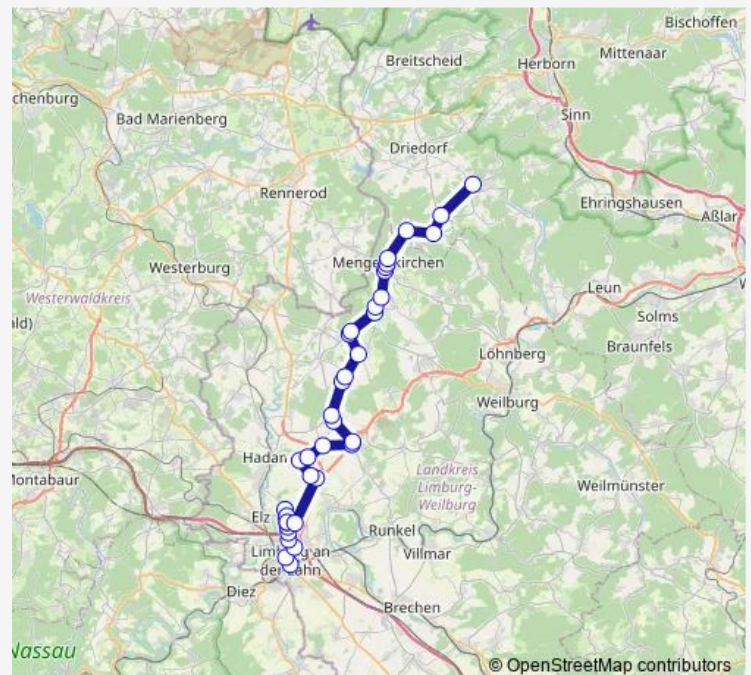 Bischoffen
Breitscheid
Herborn
Mittenaar
chenburg
Bad Marienberg
Sinn
Driedorf
Rennerod
Ehringshausen
Aßlar
Westerburg
Mengerskirchen
Westerwaldkreis
Leun
W
ald)
Solms
Löhnberg
Braunfels
Weilburg
Hadan
Landkreis
Limburg-
Weilburg
Montabaur
Weilmünster
Elz
Runkel
Limburg an
der Lahn
Villmar
Diez
Brechen
Nassau
© OpenStreetMap contributors